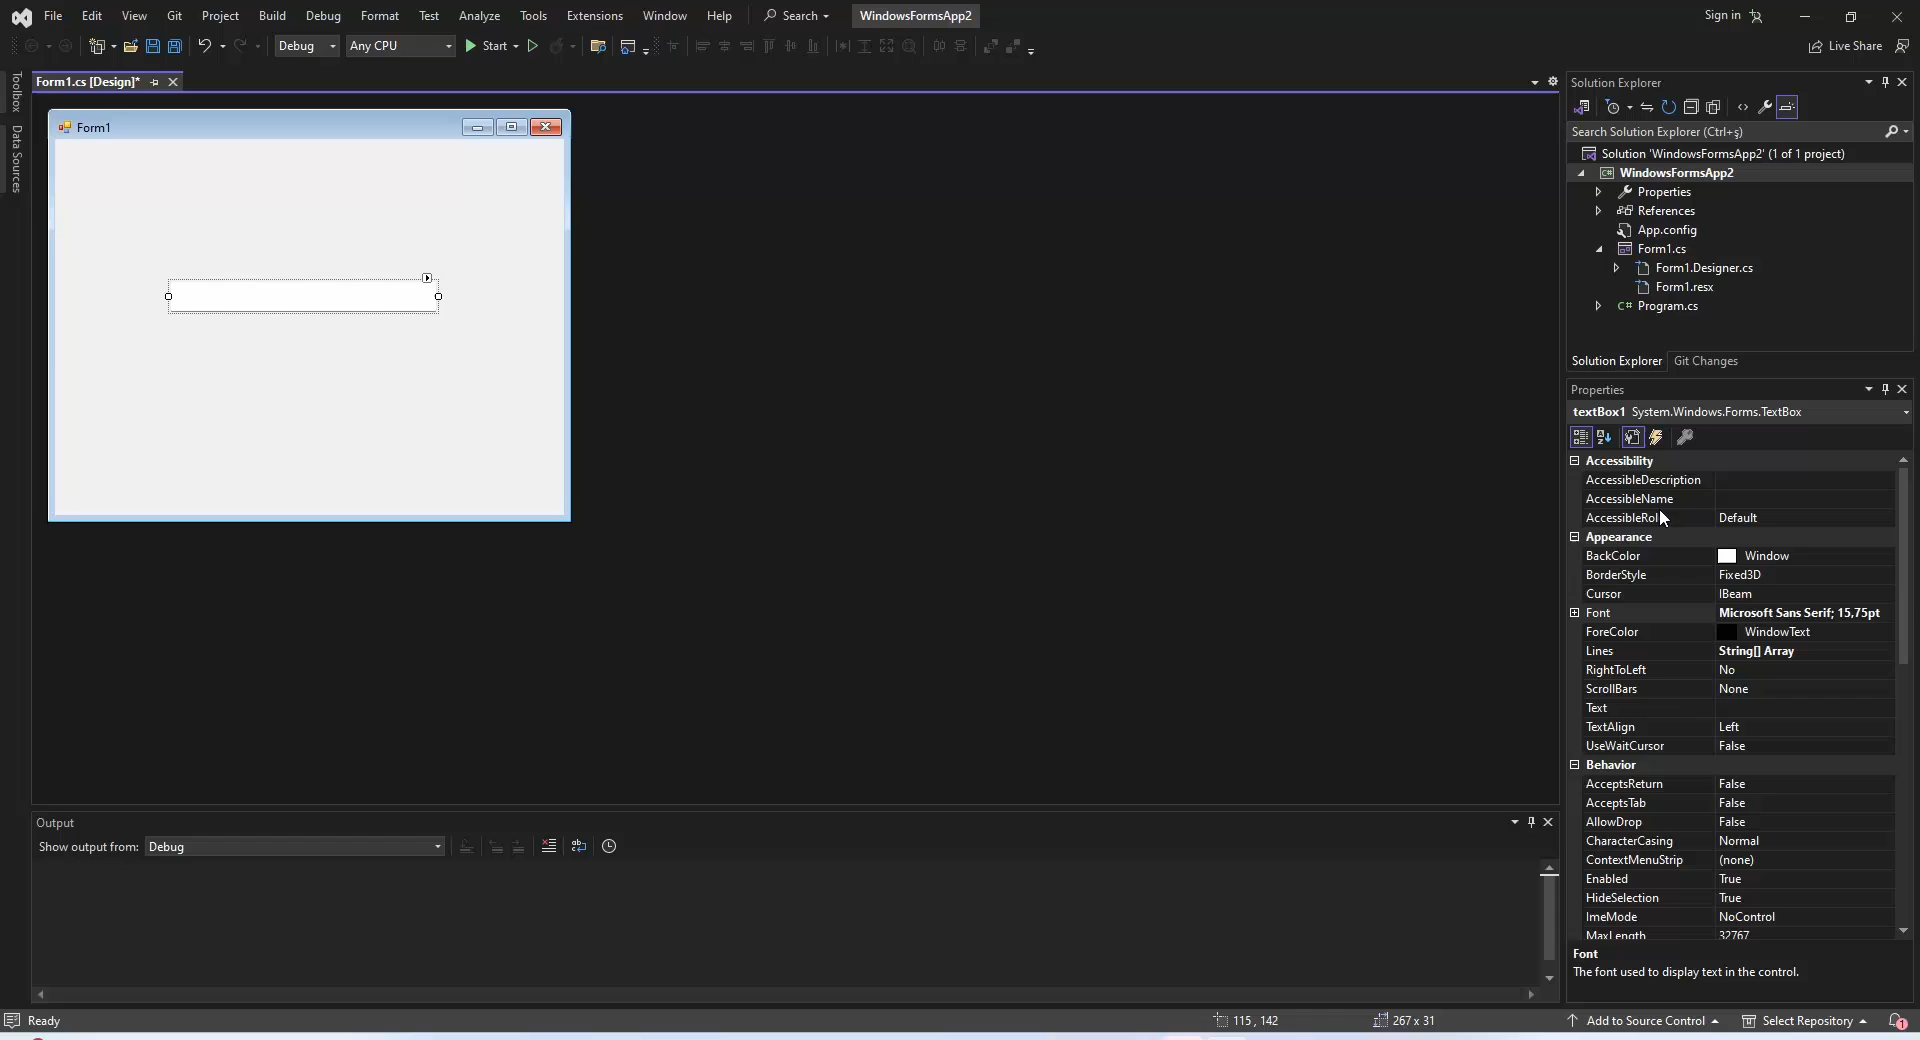 File Edit View Git Project Build Debug Format Test Analyze Tools Extensions Window Help Search WindowsFormsApp2 Sign in
Debug Any CPU Start Live Share
Toolbox
Data Sources
Form1.cs [Design]*
Form1
Solution Explorer
Search Solution Explorer (Ctrl+ş)
Solution 'WindowsFormsApp2' (1 of 1 project)
WindowsFormsApp2
Properties
References
App.config
Form1.cs
Form1.Designer.cs
Form1.resx
C# Program.cs
Solution Explorer Git Changes
Properties
textBox1 System.Windows.Forms.TextBox
Accessibility
AccessibleDescription
AccessibleName
AccessibleRol Default
Appearance
BackColor Window
BorderStyle Fixed3D
Cursor IBeam
Font Microsoft Sans Serif; 15,75pt
ForeColor WindowText
Lines String[] Array
RightToLeft No
ScrollBars None
Text
TextAlign Left
UseWaitCursor False
Behavior
AcceptsReturn False
AcceptsTab False
AllowDrop False
CharacterCasing Normal
ContextMenuStrip (none)
Enabled True
HideSelection True
ImeMode NoControl
MaxLength 32767
Font
The font used to display text in the control.
Output
Show output from: Debug
Ready 115 , 142 267 x 31 Add to Source Control Select Repository 1